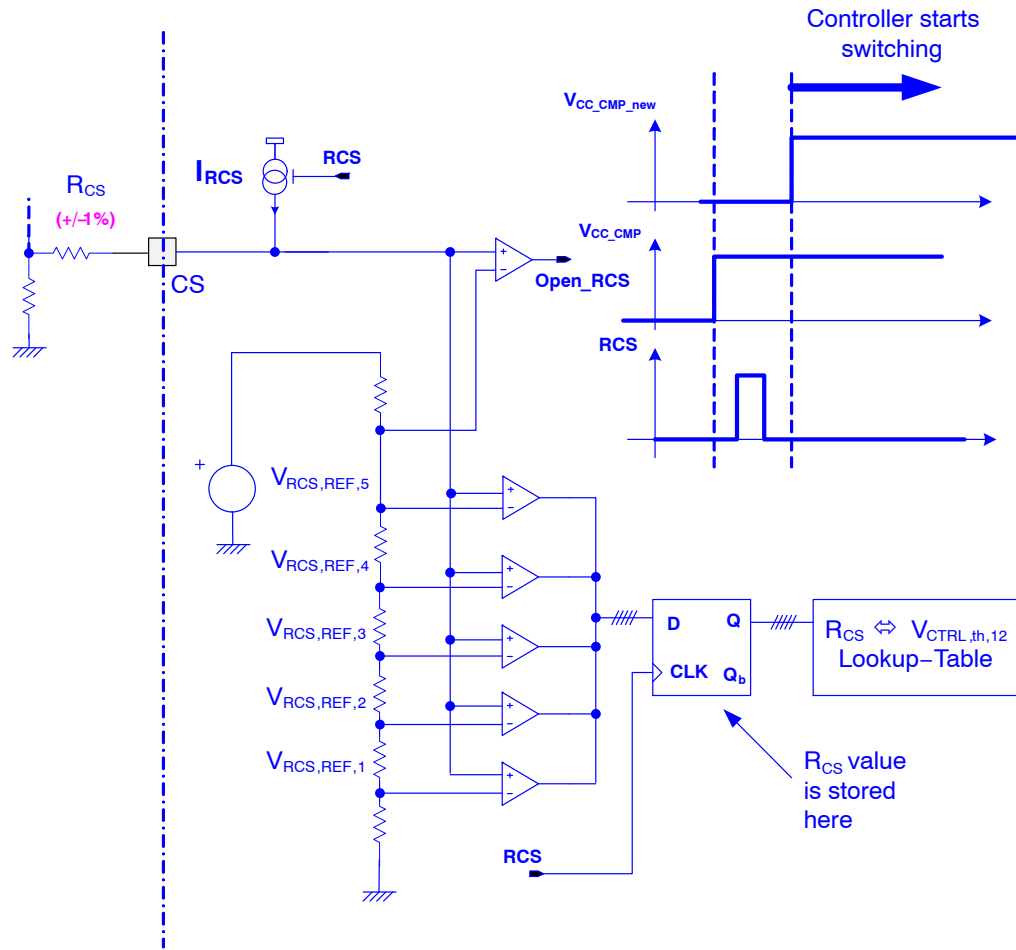 Controller starts
switching
VCC_CMP_new
RCS
IRCS
RCS
(+/-1%)
VCC_CMP
CS
Open_RCS
RCS
+
-
+
VRCS,REF,5
+
-
VRCS,REF,4
+
-
VRCS,REF,3
+
-
D
Q
RCS ⇔ VCTRL,th,12
Lookup-Table
CLK
Qb
VRCS,REF,2
+
-
VRCS,REF,1
+
-
RCS value
is stored
here
RCS